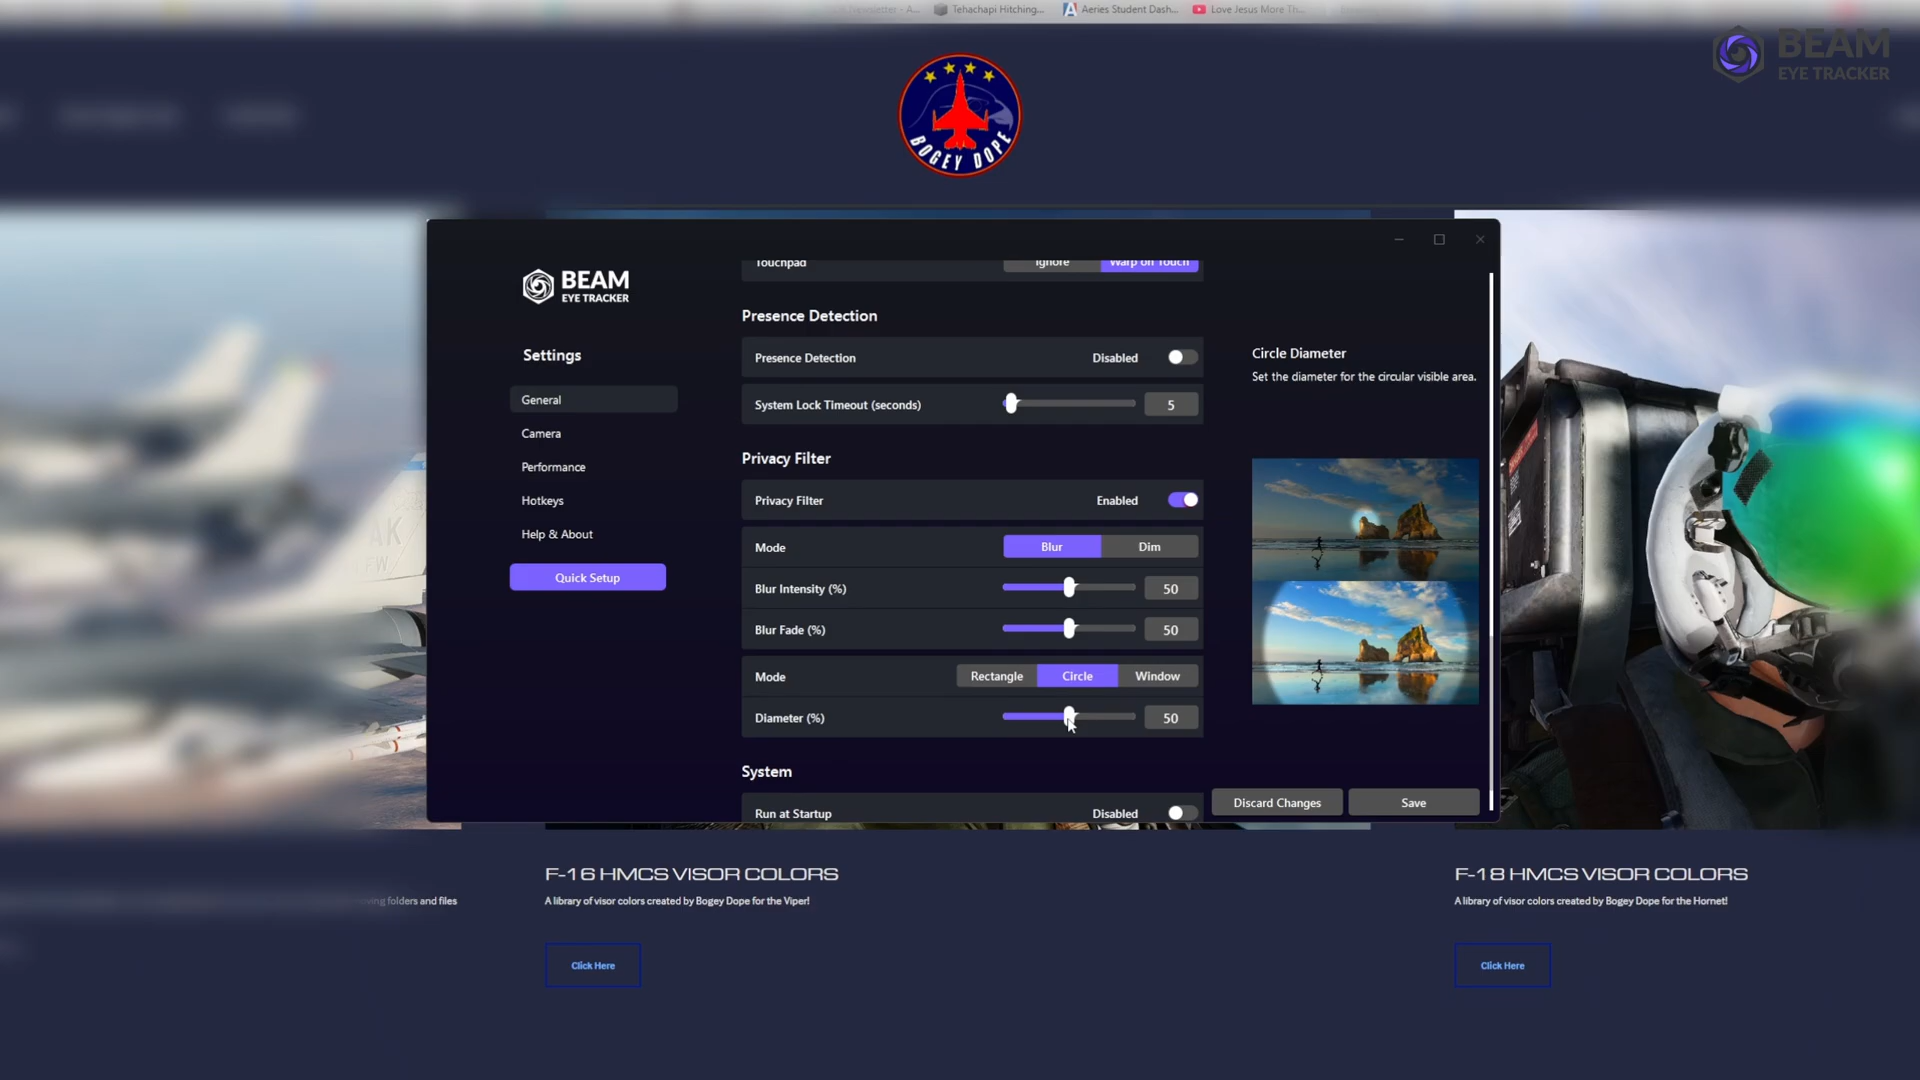 Tehachapi Hitching...
Aeries Student Dash...
Love Jesus More Th...
BEAM
EYE TRACKER
BOGEY DOPE
BEAM
EYE TRACKER
Touchpad
Ignore
Warp on Touch
Presence Detection
Presence Detection
Disabled
System Lock Timeout (seconds)
5
Settings
General
Camera
Performance
Hotkeys
Help & About
Quick Setup
Circle Diameter
Set the diameter for the circular visible area.
Privacy Filter
Privacy Filter
Enabled
Mode
Blur
Dim
Blur Intensity (%)
50
Blur Fade (%)
50
Mode
Rectangle
Circle
Window
Diameter (%)
50
System
Run at Startup
Disabled
Discard Changes
Save
AK
FW
F-16 HMCS VISOR COLORS
A library of visor colors created by Bogey Dope for the Viper!
Click Here
F-18 HMCS VISOR COLORS
A library of visor colors created by Bogey Dope for the Hornet!
Click Here
folders and files